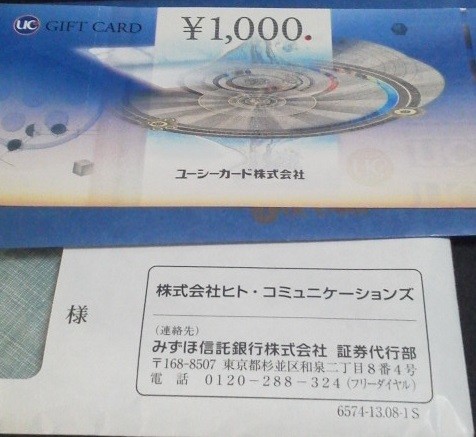 UC GIFT CARD ¥1,000.
ユーシーカード株式会社
様
株式会社ヒト・コミュニケーションズ
(連絡先)
みずほ信託銀行株式会社 証券代行部
〒168-8507 東京都杉並区和泉二丁目8番4号
電 話 0120-288-324(フリーダイヤル)
6574-13.08-1 S